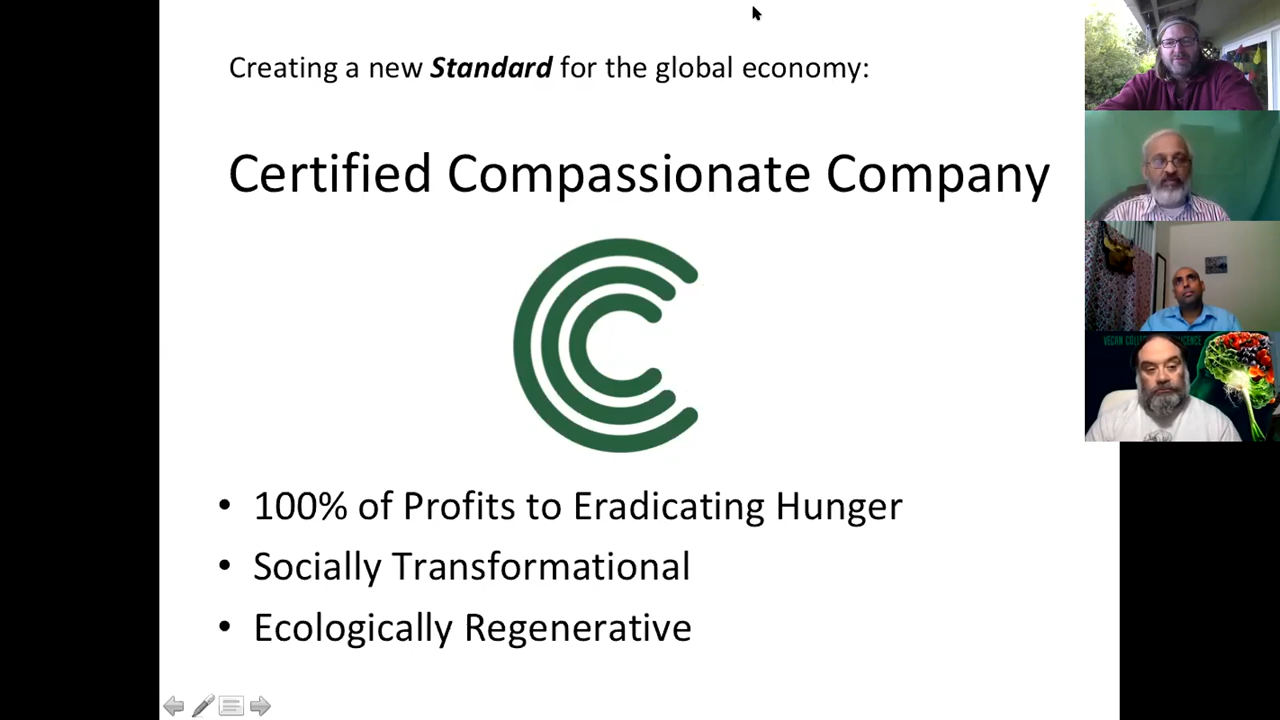 Creating a new Standard for the global economy:
Certified Compassionate Company
• 100% of Profits to Eradicating Hunger
• Socially Transformational
• Ecologically Regenerative
VEGAN